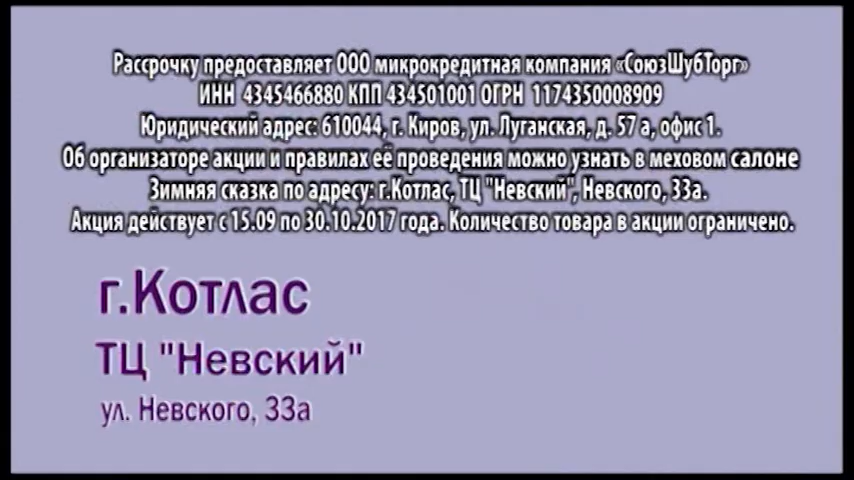 Рассрочку предоставляет ООО микрокредитная компания «СоюзШубТорг»
ИНН 4345466880 КПП 434501001 ОГРН 1174350008909
Юридический адрес: 610044, г. Киров, ул. Луганская, д. 57 а, офис 1.
Об организаторе акции и правилах её проведения можно узнать в меховом салоне
Зимняя сказка по адресу: г.Котлас, ТЦ "Невский", Невского, 33а.
Акция действует с 15.09 по 30.10.2017 года. Количество товара в акции ограничено.
г.Котлас
ТЦ "Невский"
ул. Невского, 33а